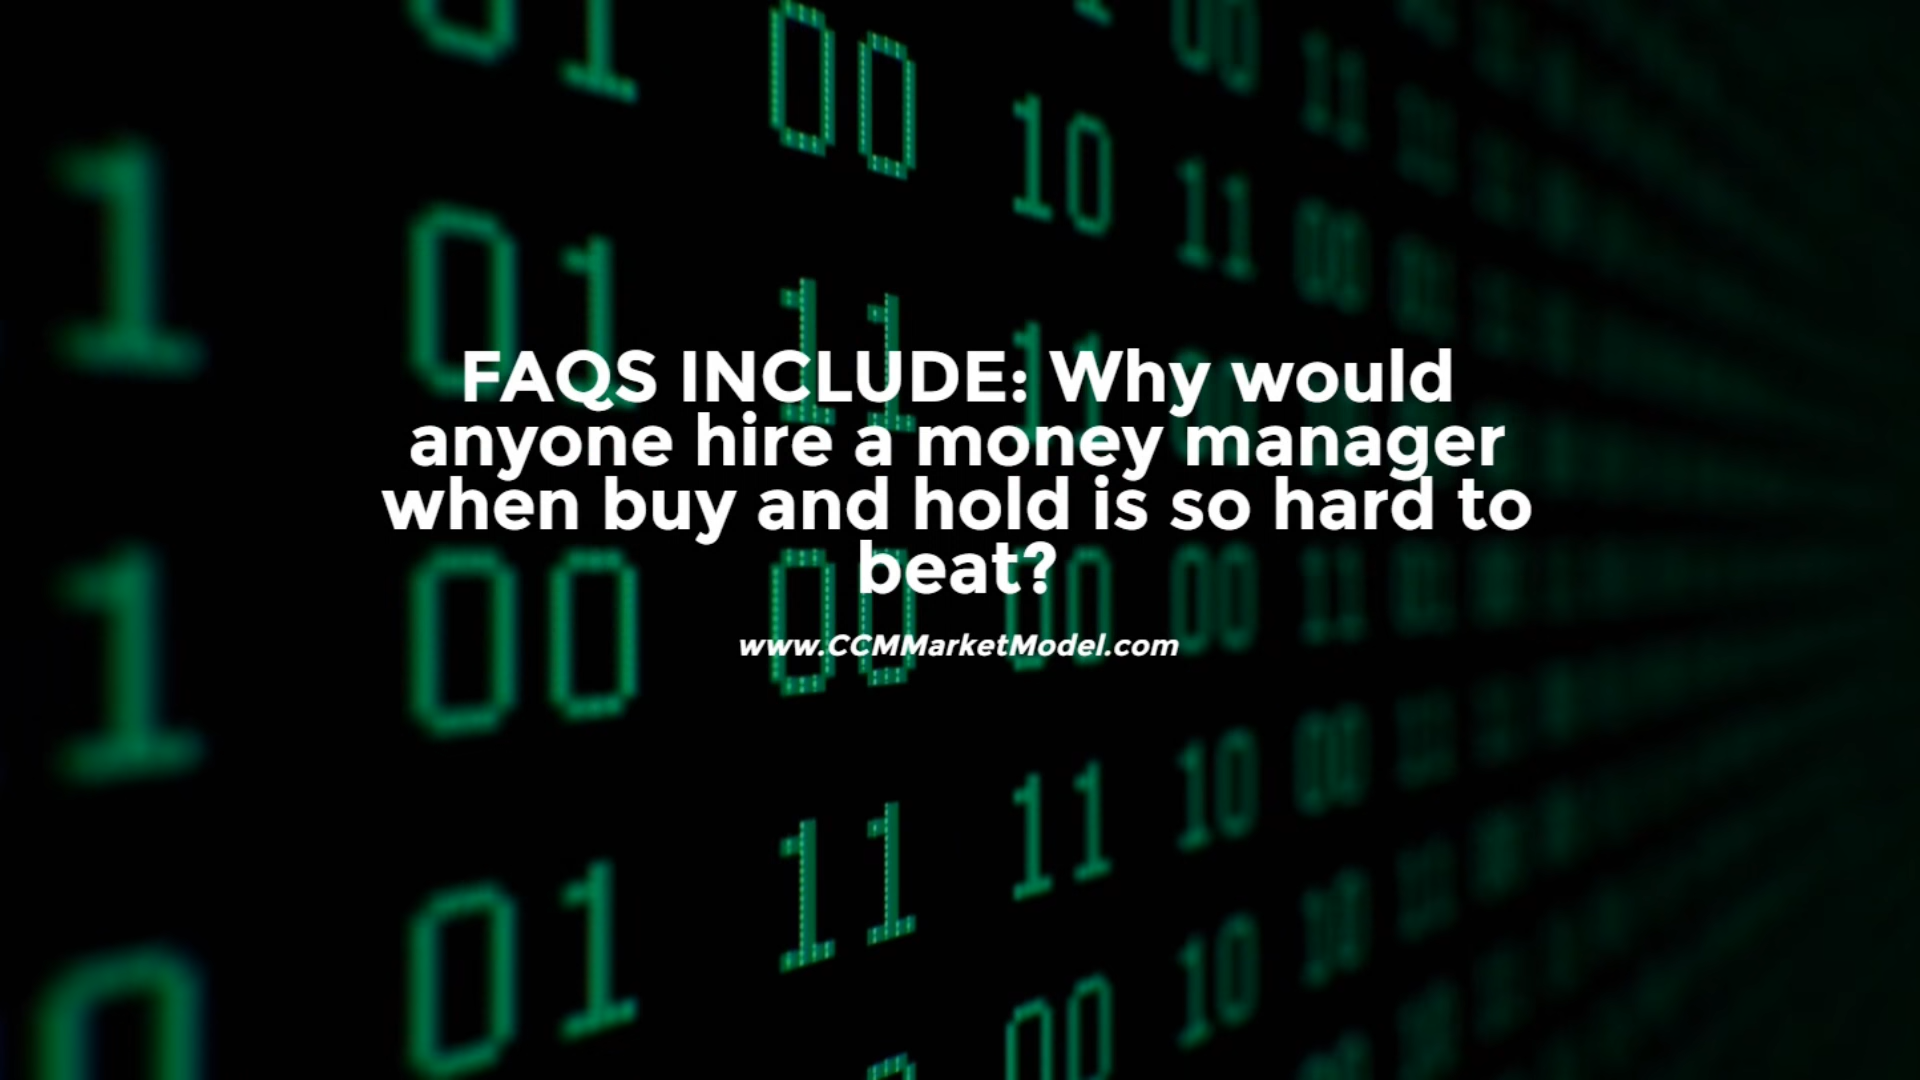 FAQS INCLUDE: Why would
anyone hire a money manager
when buy and hold is so hard to
beat?
www.CCMMarketModel.com